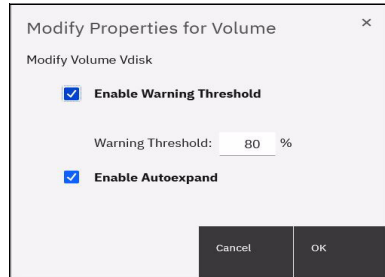 Modify Properties for Volume
Modify Volume Vdisk
Enable Warning Threshold
Warning Threshold: 80 %
Enable Autoexpand
Cancel OK